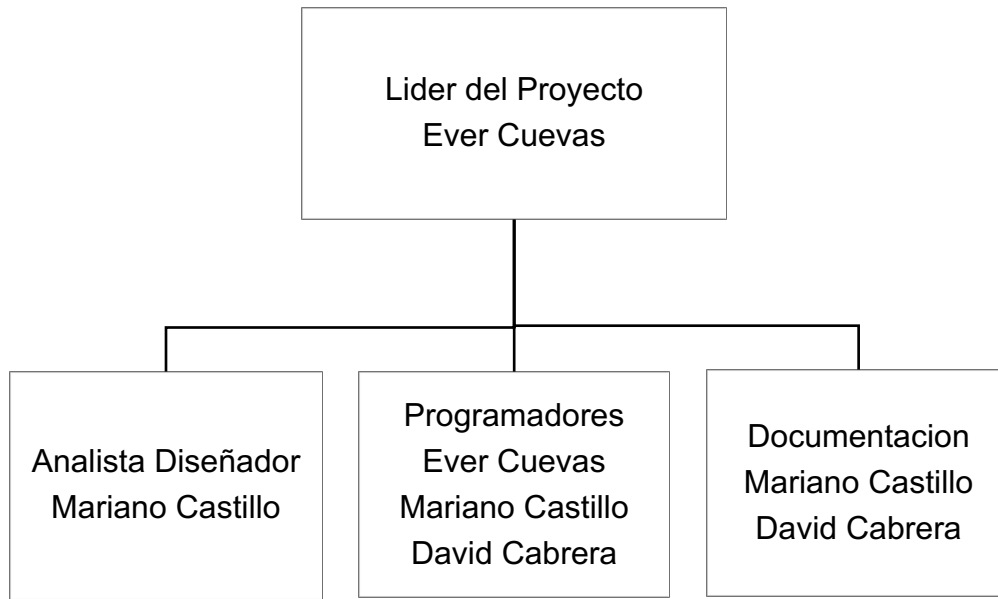 Lider del Proyecto
Ever Cuevas
Analista Diseñador
Mariano Castillo
Programadores
Ever Cuevas
Mariano Castillo
David Cabrera
Documentacion
Mariano Castillo
David Cabrera